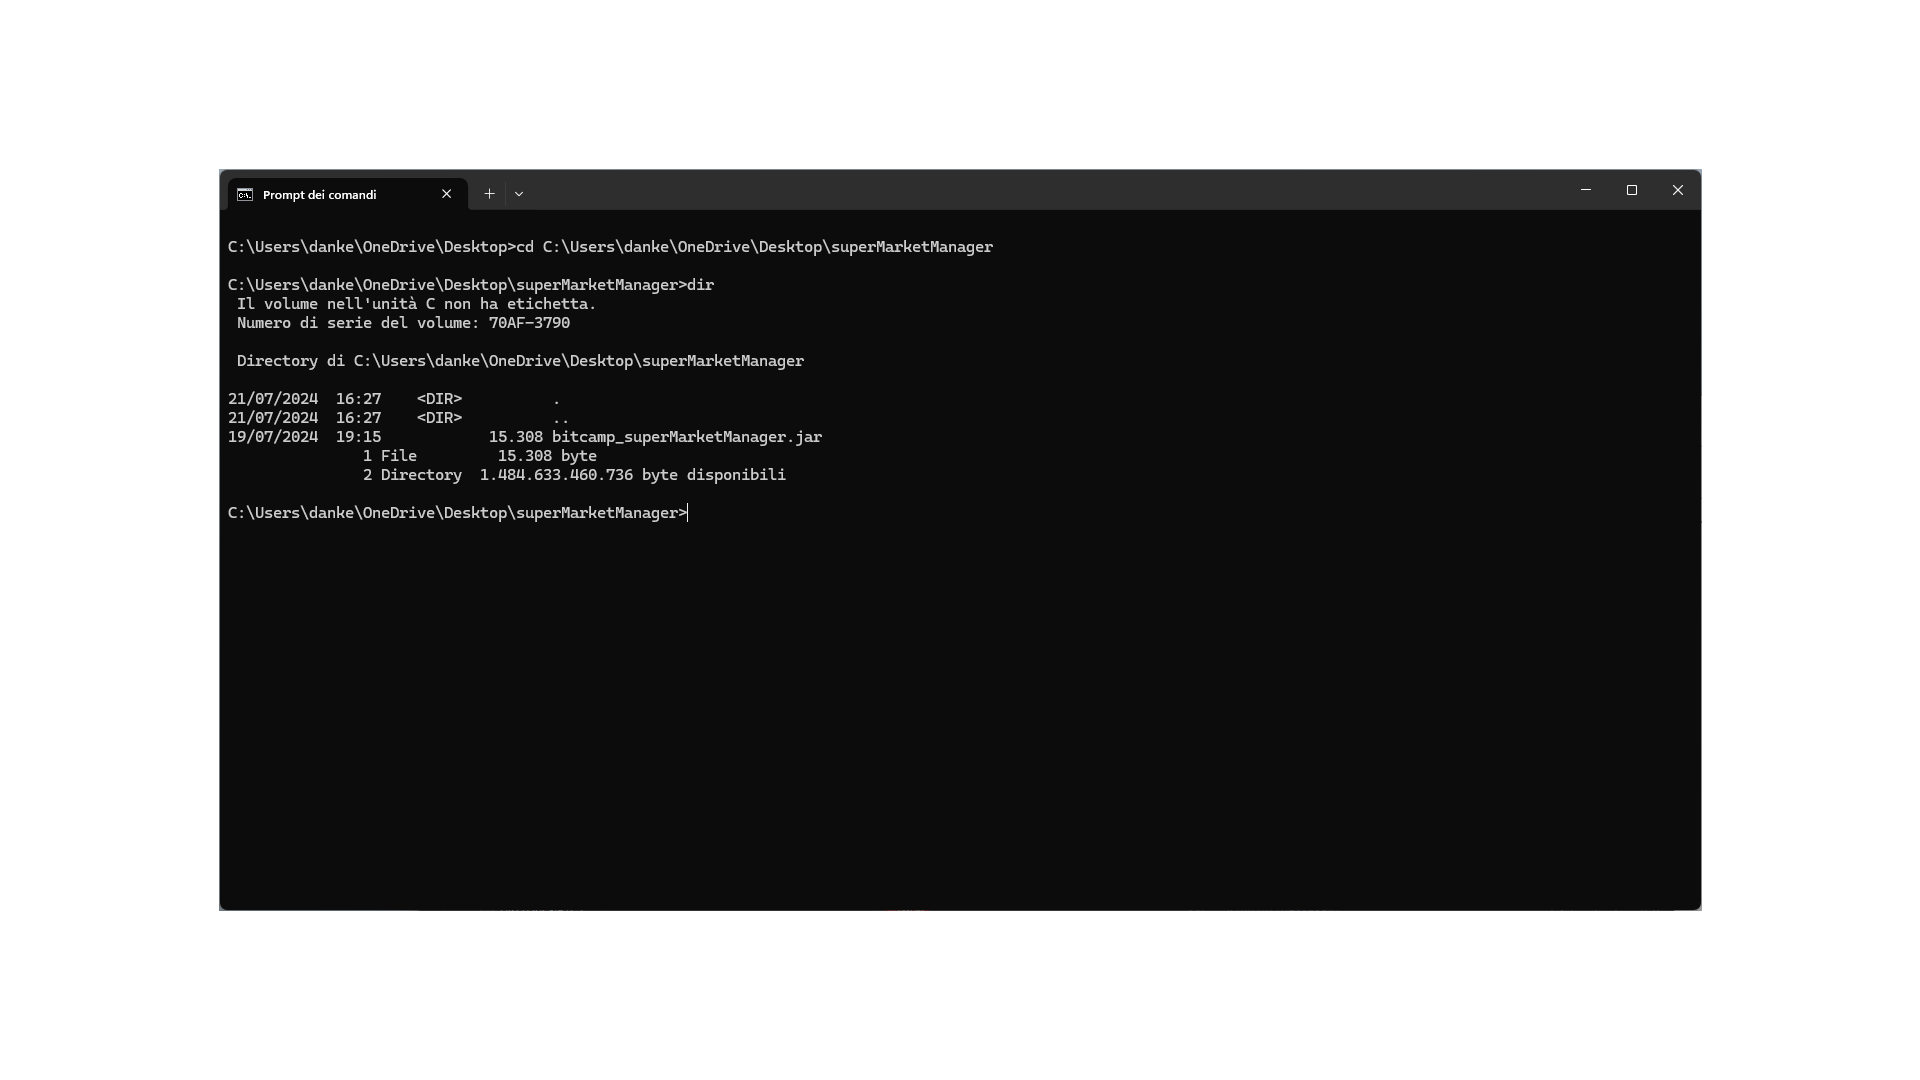 Prompt dei comandi
C:\Users\danke\OneDrive\Desktop>cd C:\Users\danke\OneDrive\Desktop\superMarketManager
C:\Users\danke\OneDrive\Desktop\superMarketManager>dir
 Il volume nell'unità C non ha etichetta.
 Numero di serie del volume: 70AF-3790
 Directory di C:\Users\danke\OneDrive\Desktop\superMarketManager
21/07/2024  16:27    <DIR>          .
21/07/2024  16:27    <DIR>          ..
19/07/2024  19:15            15.308 bitcamp_superMarketManager.jar
               1 File         15.308 byte
               2 Directory  1.484.633.460.736 byte disponibili
C:\Users\danke\OneDrive\Desktop\superMarketManager>